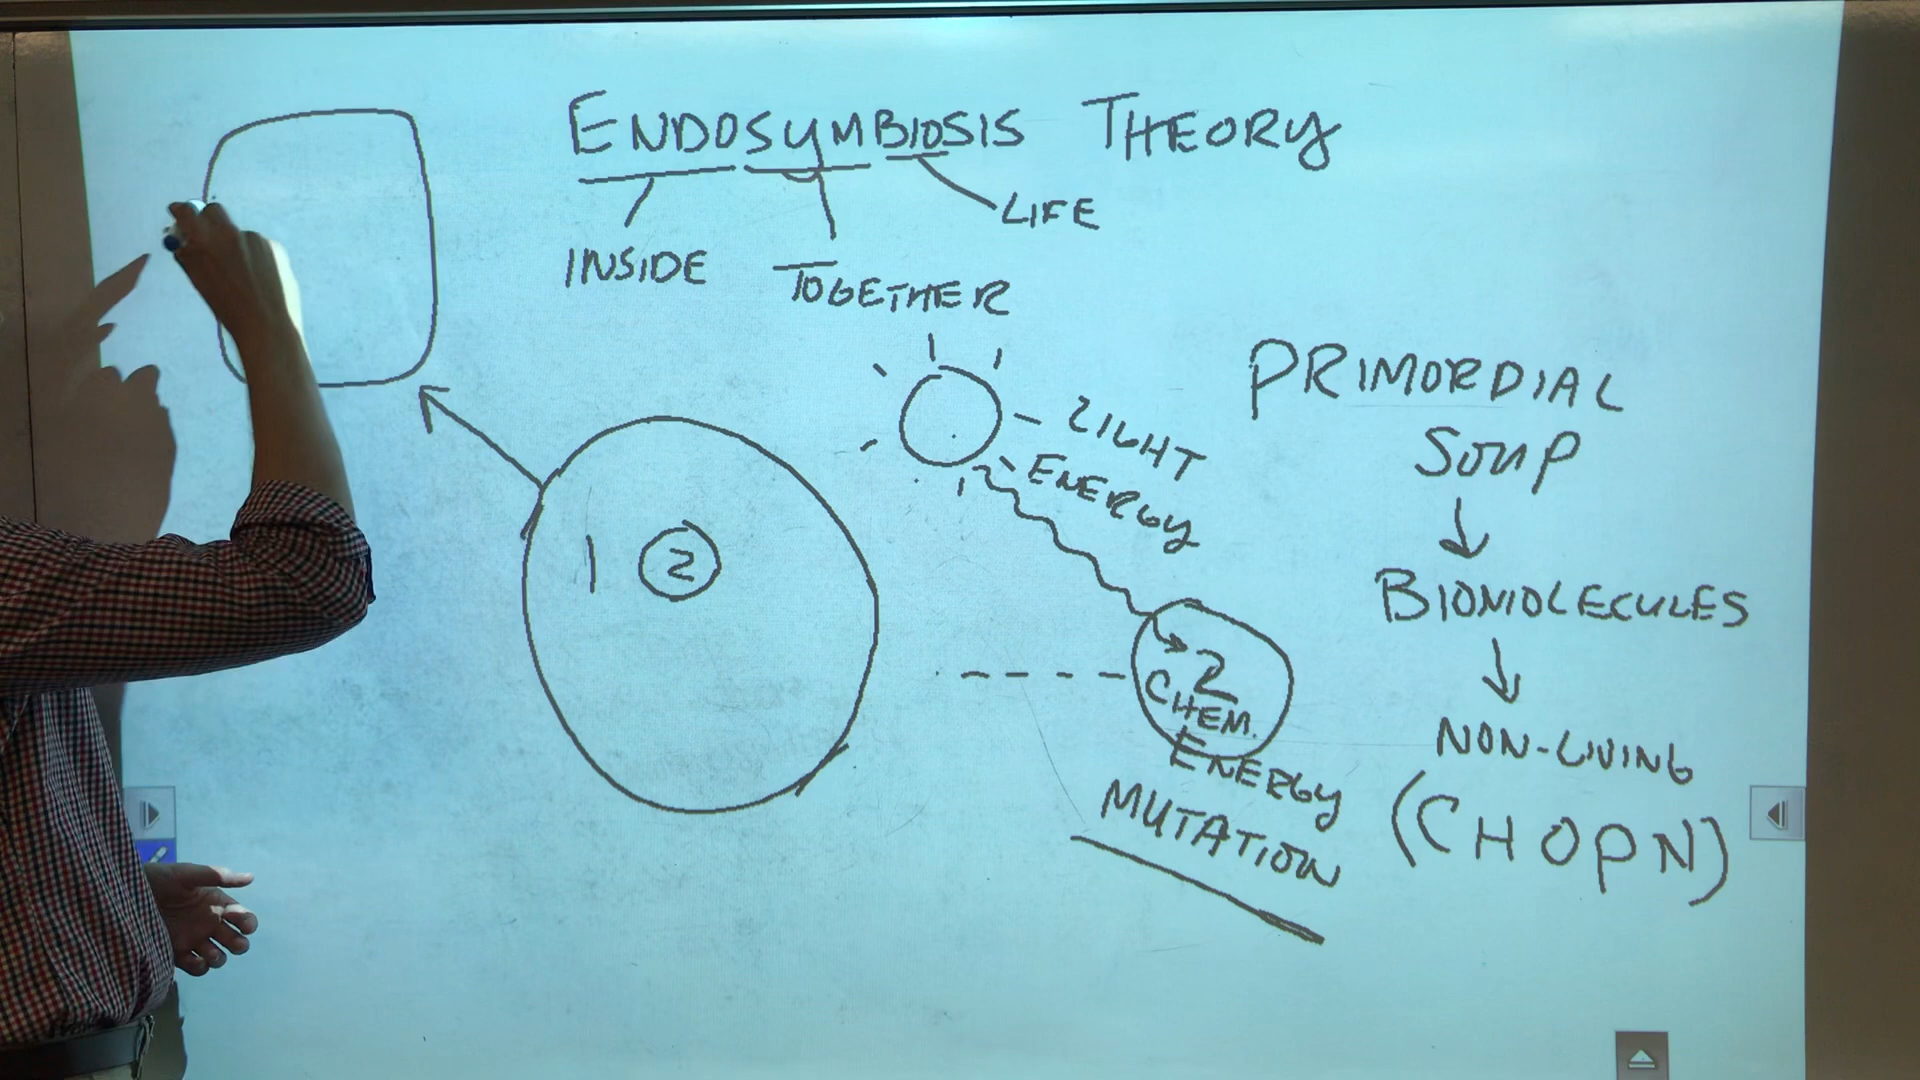 ENDOSYMBIOSIS THEORY
LIFE
INSIDE
TOGETHER
LIGHT
ENERGY
1
2
2
CHEM.
ENERGY
MUTATION
PRIMORDIAL
SOUP
BIOMOLECULES
NON-LIVING
(CHOPN)